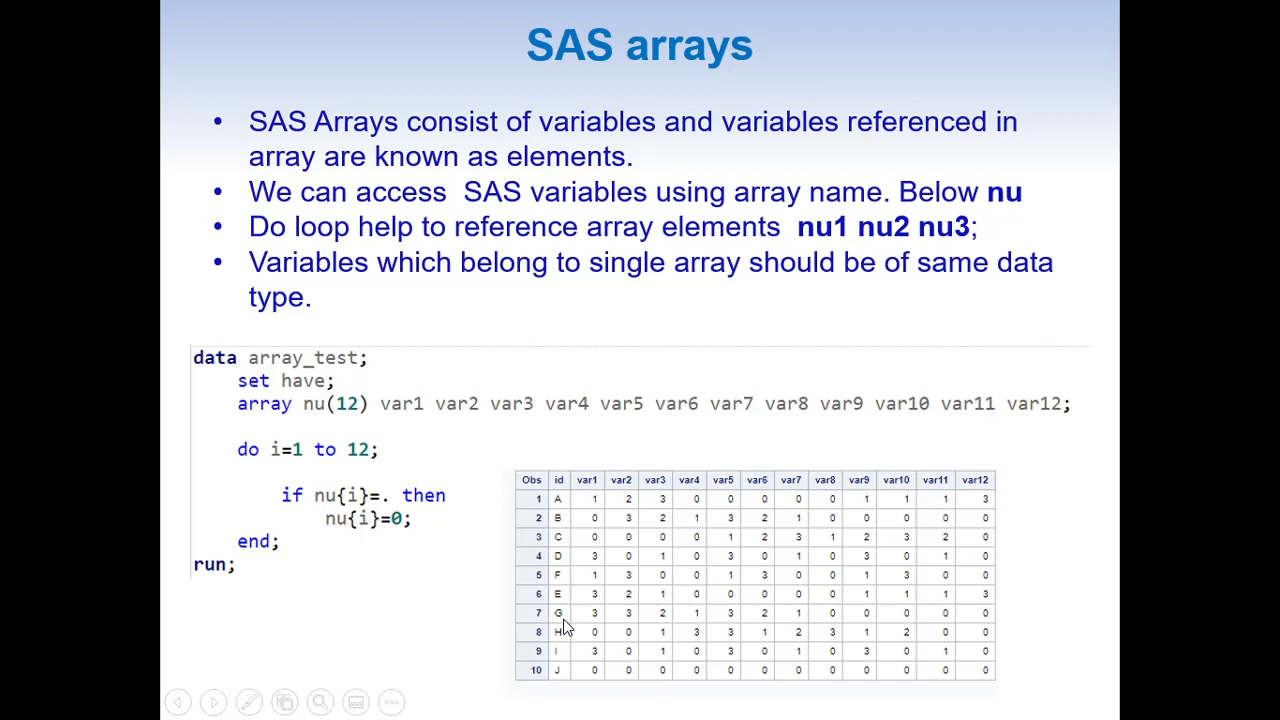 SAS arrays
• SAS Arrays consist of variables and variables referenced in
array are known as elements.
• We can access SAS variables using array name. Below nu
• Do loop help to reference array elements nu1 nu2 nu3;
• Variables which belong to single array should be of same data
type.
data array_test;
set have;
array nu(12) var1 var2 var3 var4 var5 var6 var7 var8 var9 var10 var11 var12;
do i=1 to 12;
if nu{i}=. then
nu{i}=0;
end;
run;
Obs id var1 var2 var3 var4 var5 var6 var7 var8 var9 var10 var11 var12
1 A 1 2 3 0 0 0 0 0 1 1 1 3
2 B 0 3 2 1 3 2 1 0 0 0 0 0
3 C 0 0 0 0 1 2 3 1 2 3 2 0
4 D 3 0 1 0 3 0 1 0 3 0 1 0
5 F 1 3 0 0 1 3 0 0 1 3 0 0
6 E 3 2 1 0 0 0 0 0 1 1 1 3
7 G 3 3 2 1 3 2 1 0 0 0 0 0
8 H 0 0 1 3 3 1 2 3 1 2 0 0
9 I 3 0 1 0 3 0 1 0 3 0 1 0
10 J 0 0 0 0 0 0 0 0 0 0 0 0